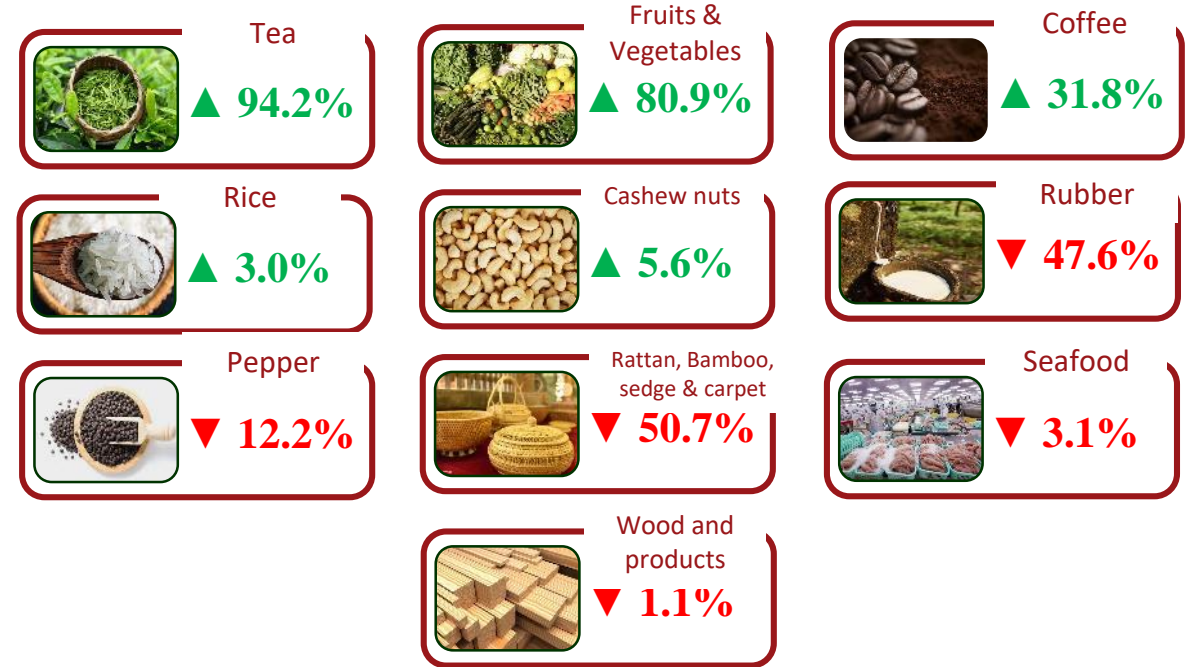 Tea
▲ 94.2%
Fruits &
Vegetables
▲ 80.9%
Coffee
▲ 31.8%
Rice
▲ 3.0%
Cashew nuts
▲ 5.6%
Rubber
▼ 47.6%
Pepper
▼ 12.2%
Rattan, Bamboo,
sedge & carpet
▼ 50.7%
Seafood
▼ 3.1%
Wood and
products
▼ 1.1%